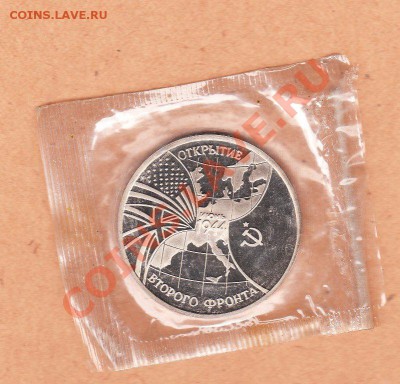 COINS.LAVE.RU
COINS.LAVE.RU
ОТКРЫТИЕ
ИЮНЬ
1944
ВТОРОГО ФРОНТА